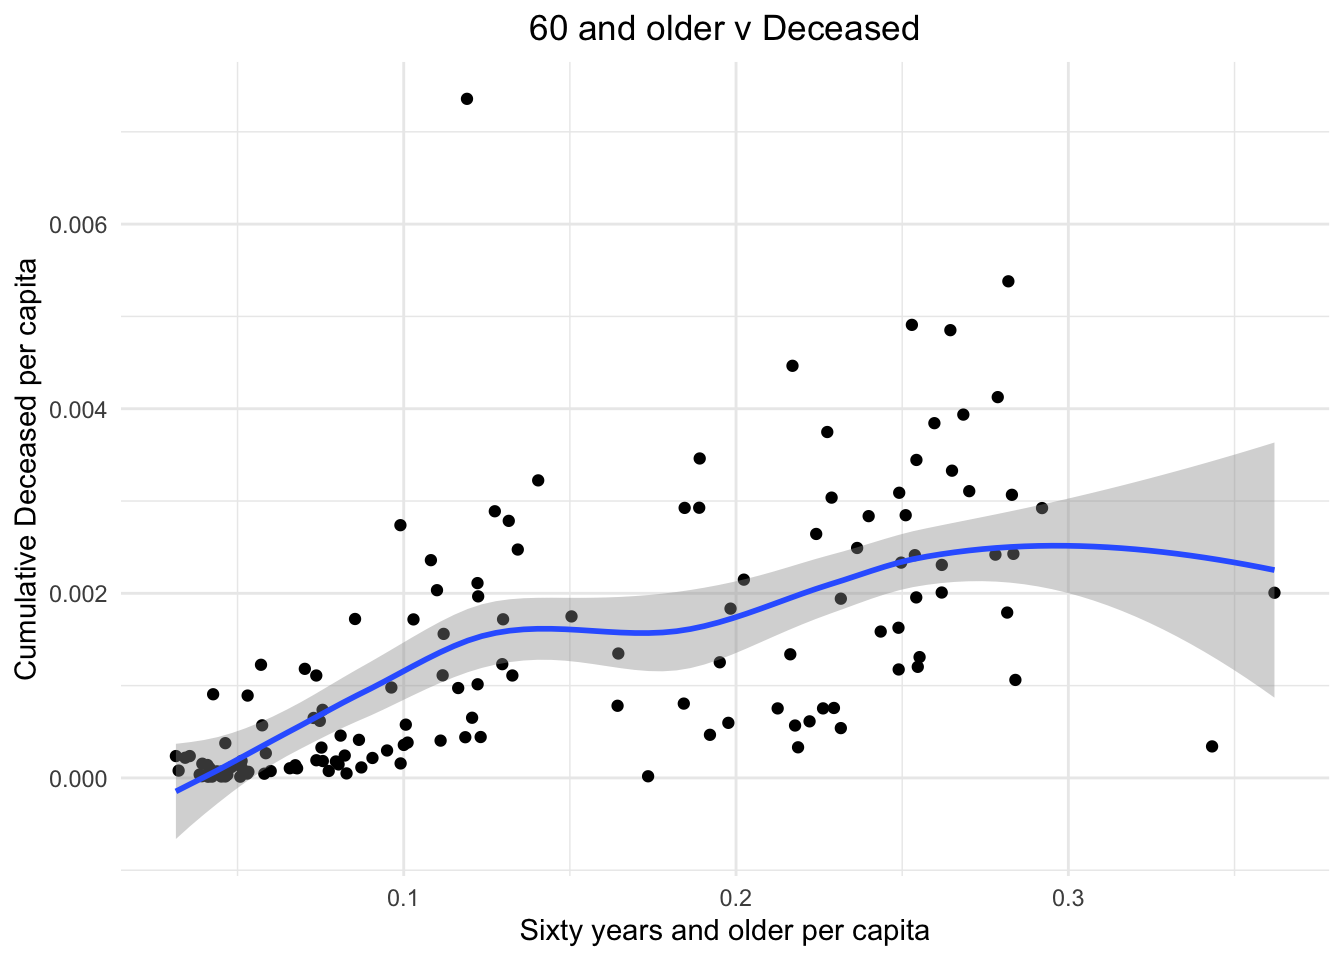 60 and older v Deceased
Cumulative Deceased per capita
0.006
0.004
0.002
0.000
0.1
0.2
0.3
Sixty years and older per capita